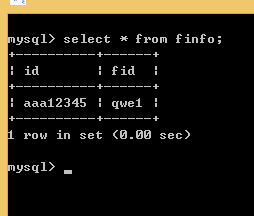 mysql> select * from finfo;
+----------+------+
| id       | fid  |
+----------+------+
| aaa12345 | qwe1 |
+----------+------+
1 row in set (0.00 sec)
mysql> _